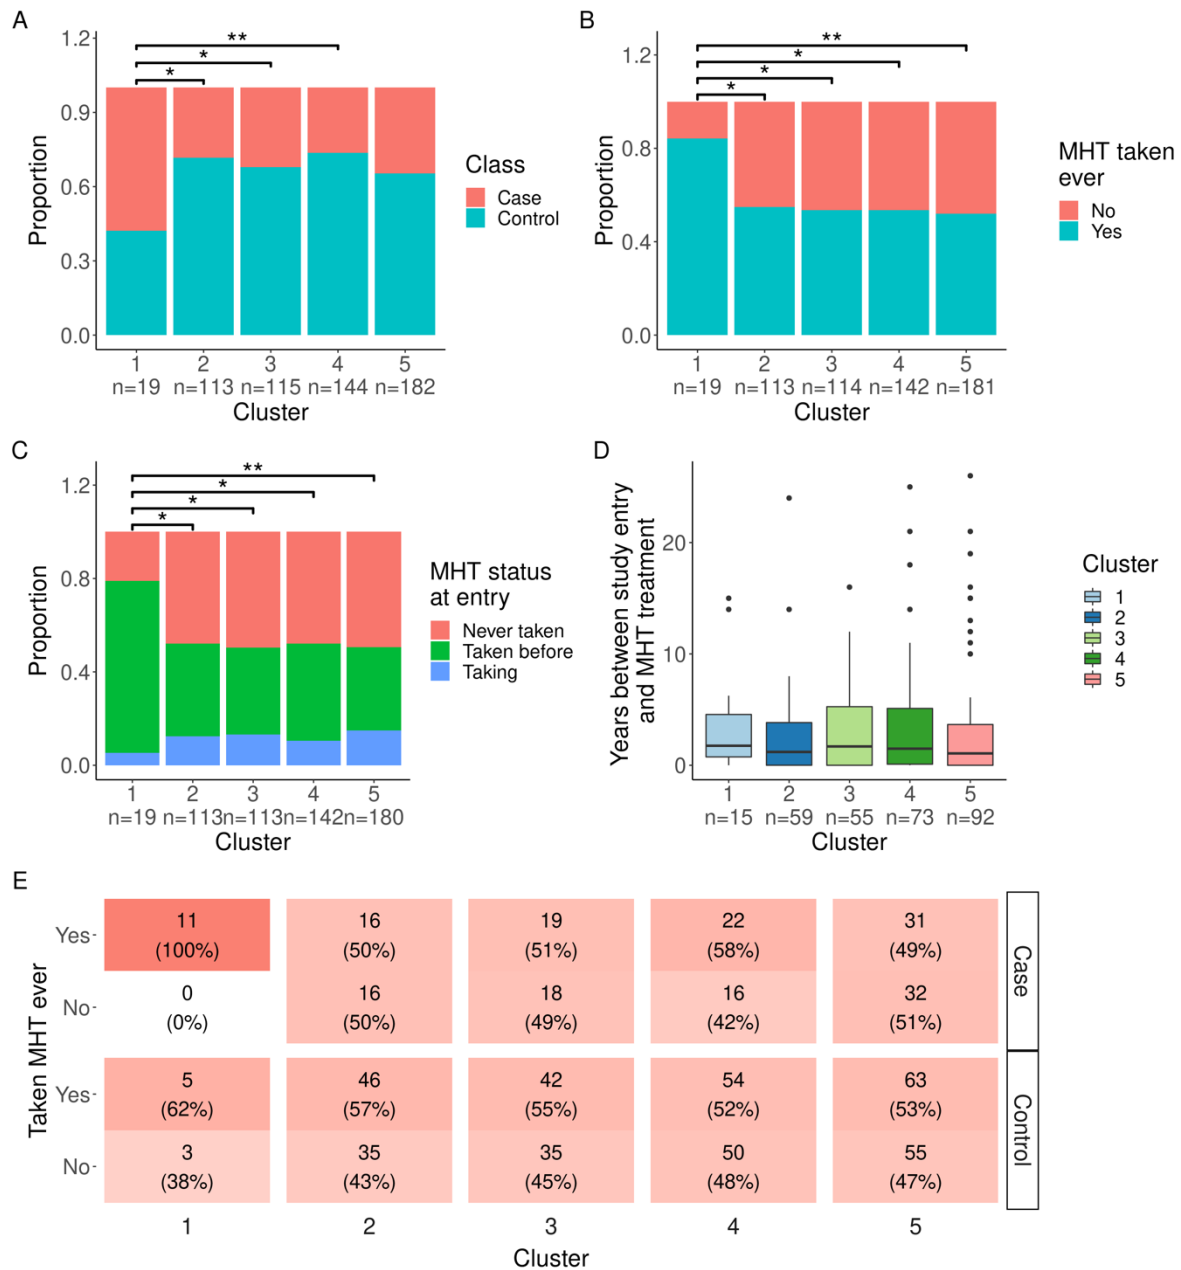 A
1.2
0.9
0.6
0.3
0.0
Proportion
**
*
*
1 2 3 4 5
n=19 n=113 n=115 n=144 n=182
Cluster
Class
Case
Control
B
1.2
0.8
0.4
0.0
Proportion
**
*
*
*
1 2 3 4 5
n=19 n=113 n=114 n=142 n=181
Cluster
MHT taken
ever
No
Yes
C
1.2
0.8
0.4
0.0
Proportion
**
*
*
*
1 2 3 4 5
n=19 n=113 n=113 n=142 n=180
Cluster
MHT status
at entry
Never taken
Taken before
Taking
D
20
10
0
Years between study entry
and MHT treatment
1 2 3 4 5
n=15 n=59 n=55 n=73 n=92
Cluster
Cluster
1
2
3
4
5
E
Taken MHT ever
Yes 11 16 19 22 31
(100%) (50%) (51%) (58%) (49%)
No 0 16 18 16 32
(0%) (50%) (49%) (42%) (51%)
Case
Yes 5 46 42 54 63
(62%) (57%) (55%) (52%) (53%)
No 3 35 35 50 55
(38%) (43%) (45%) (48%) (47%)
Control
1 2 3 4 5
Cluster